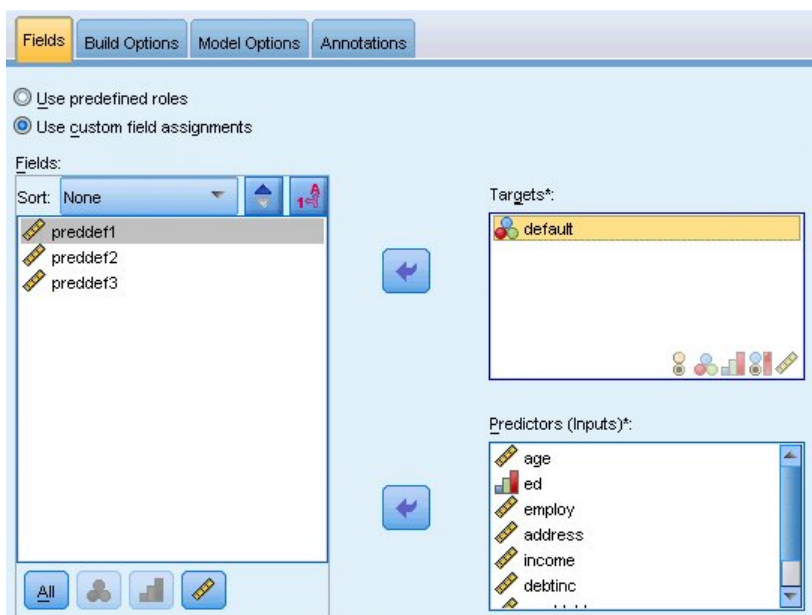 Fields Build Options Model Options Annotations
Use predefined roles
Use custom field assignments
Fields:
Sort: None
preddef1
preddef2
preddef3
All
Targets*:
default
Predictors (Inputs)*:
age
ed
employ
address
income
debtinc